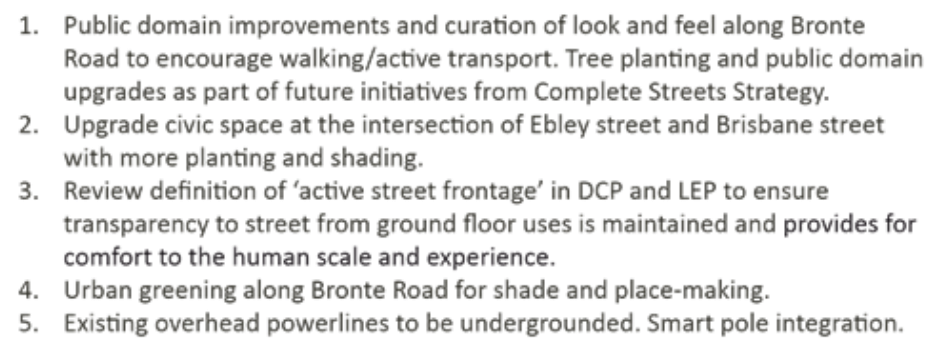 1. Public domain improvements and curation of look and feel along Bronte
Road to encourage walking/active transport. Tree planting and public domain
upgrades as part of future initiatives from Complete Streets Strategy.
2. Upgrade civic space at the intersection of Ebley street and Brisbane street
with more planting and shading.
3. Review definition of ‘active street frontage’ in DCP and LEP to ensure
transparency to street from ground floor uses is maintained and provides for
comfort to the human scale and experience.
4. Urban greening along Bronte Road for shade and place-making.
5. Existing overhead powerlines to be undergrounded. Smart pole integration.